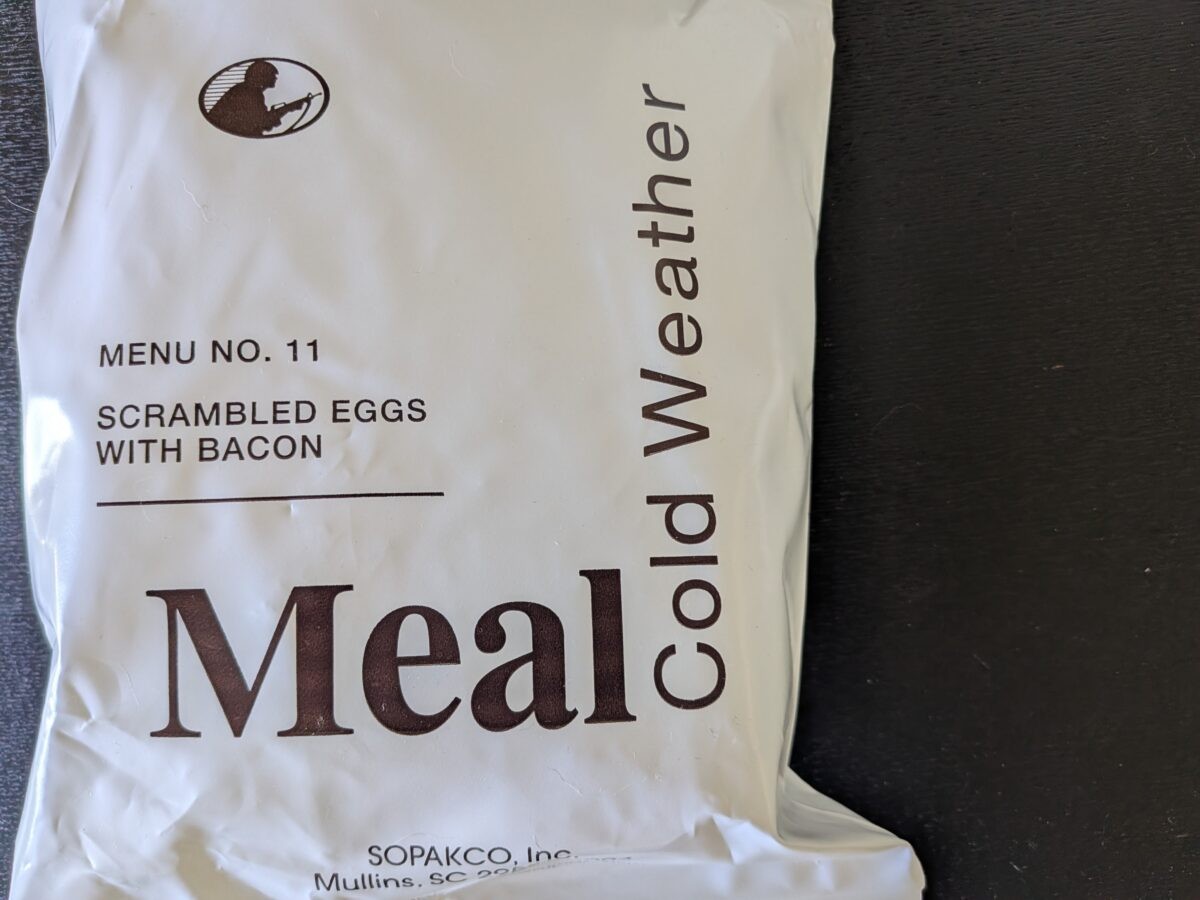 MENU NO. 11
SCRAMBLED EGGS
WITH BACON
Meal
Cold Weather
SOPAKCO, Inc.
Mullins, SC